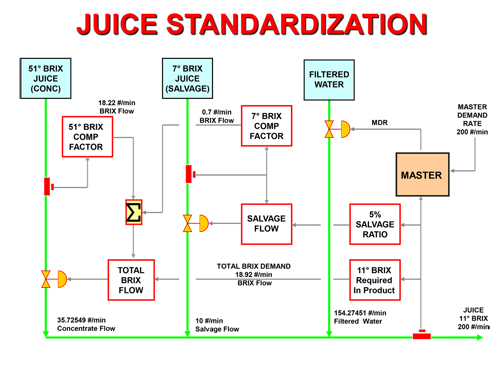 JUICE STANDARDIZATION
51° BRIX
JUICE
(CONC)
7° BRIX
JUICE
(SALVAGE)
FILTERED
WATER
18.22 #/min
BRIX Flow
0.7 #/min
BRIX Flow
51° BRIX
COMP
FACTOR
7° BRIX
COMP
FACTOR
MDR
MASTER
DEMAND
RATE
200 #/min
MASTER
Σ
SALVAGE
FLOW
5%
SALVAGE
RATIO
TOTAL
BRIX
FLOW
TOTAL BRIX DEMAND
18.92 #/min
BRIX Flow
11° BRIX
Required
In Product
35.72549 #/min
Concentrate Flow
10 #/min
Salvage Flow
154.27451 #/min
Filtered Water
JUICE
11° BRIX
200 #/min